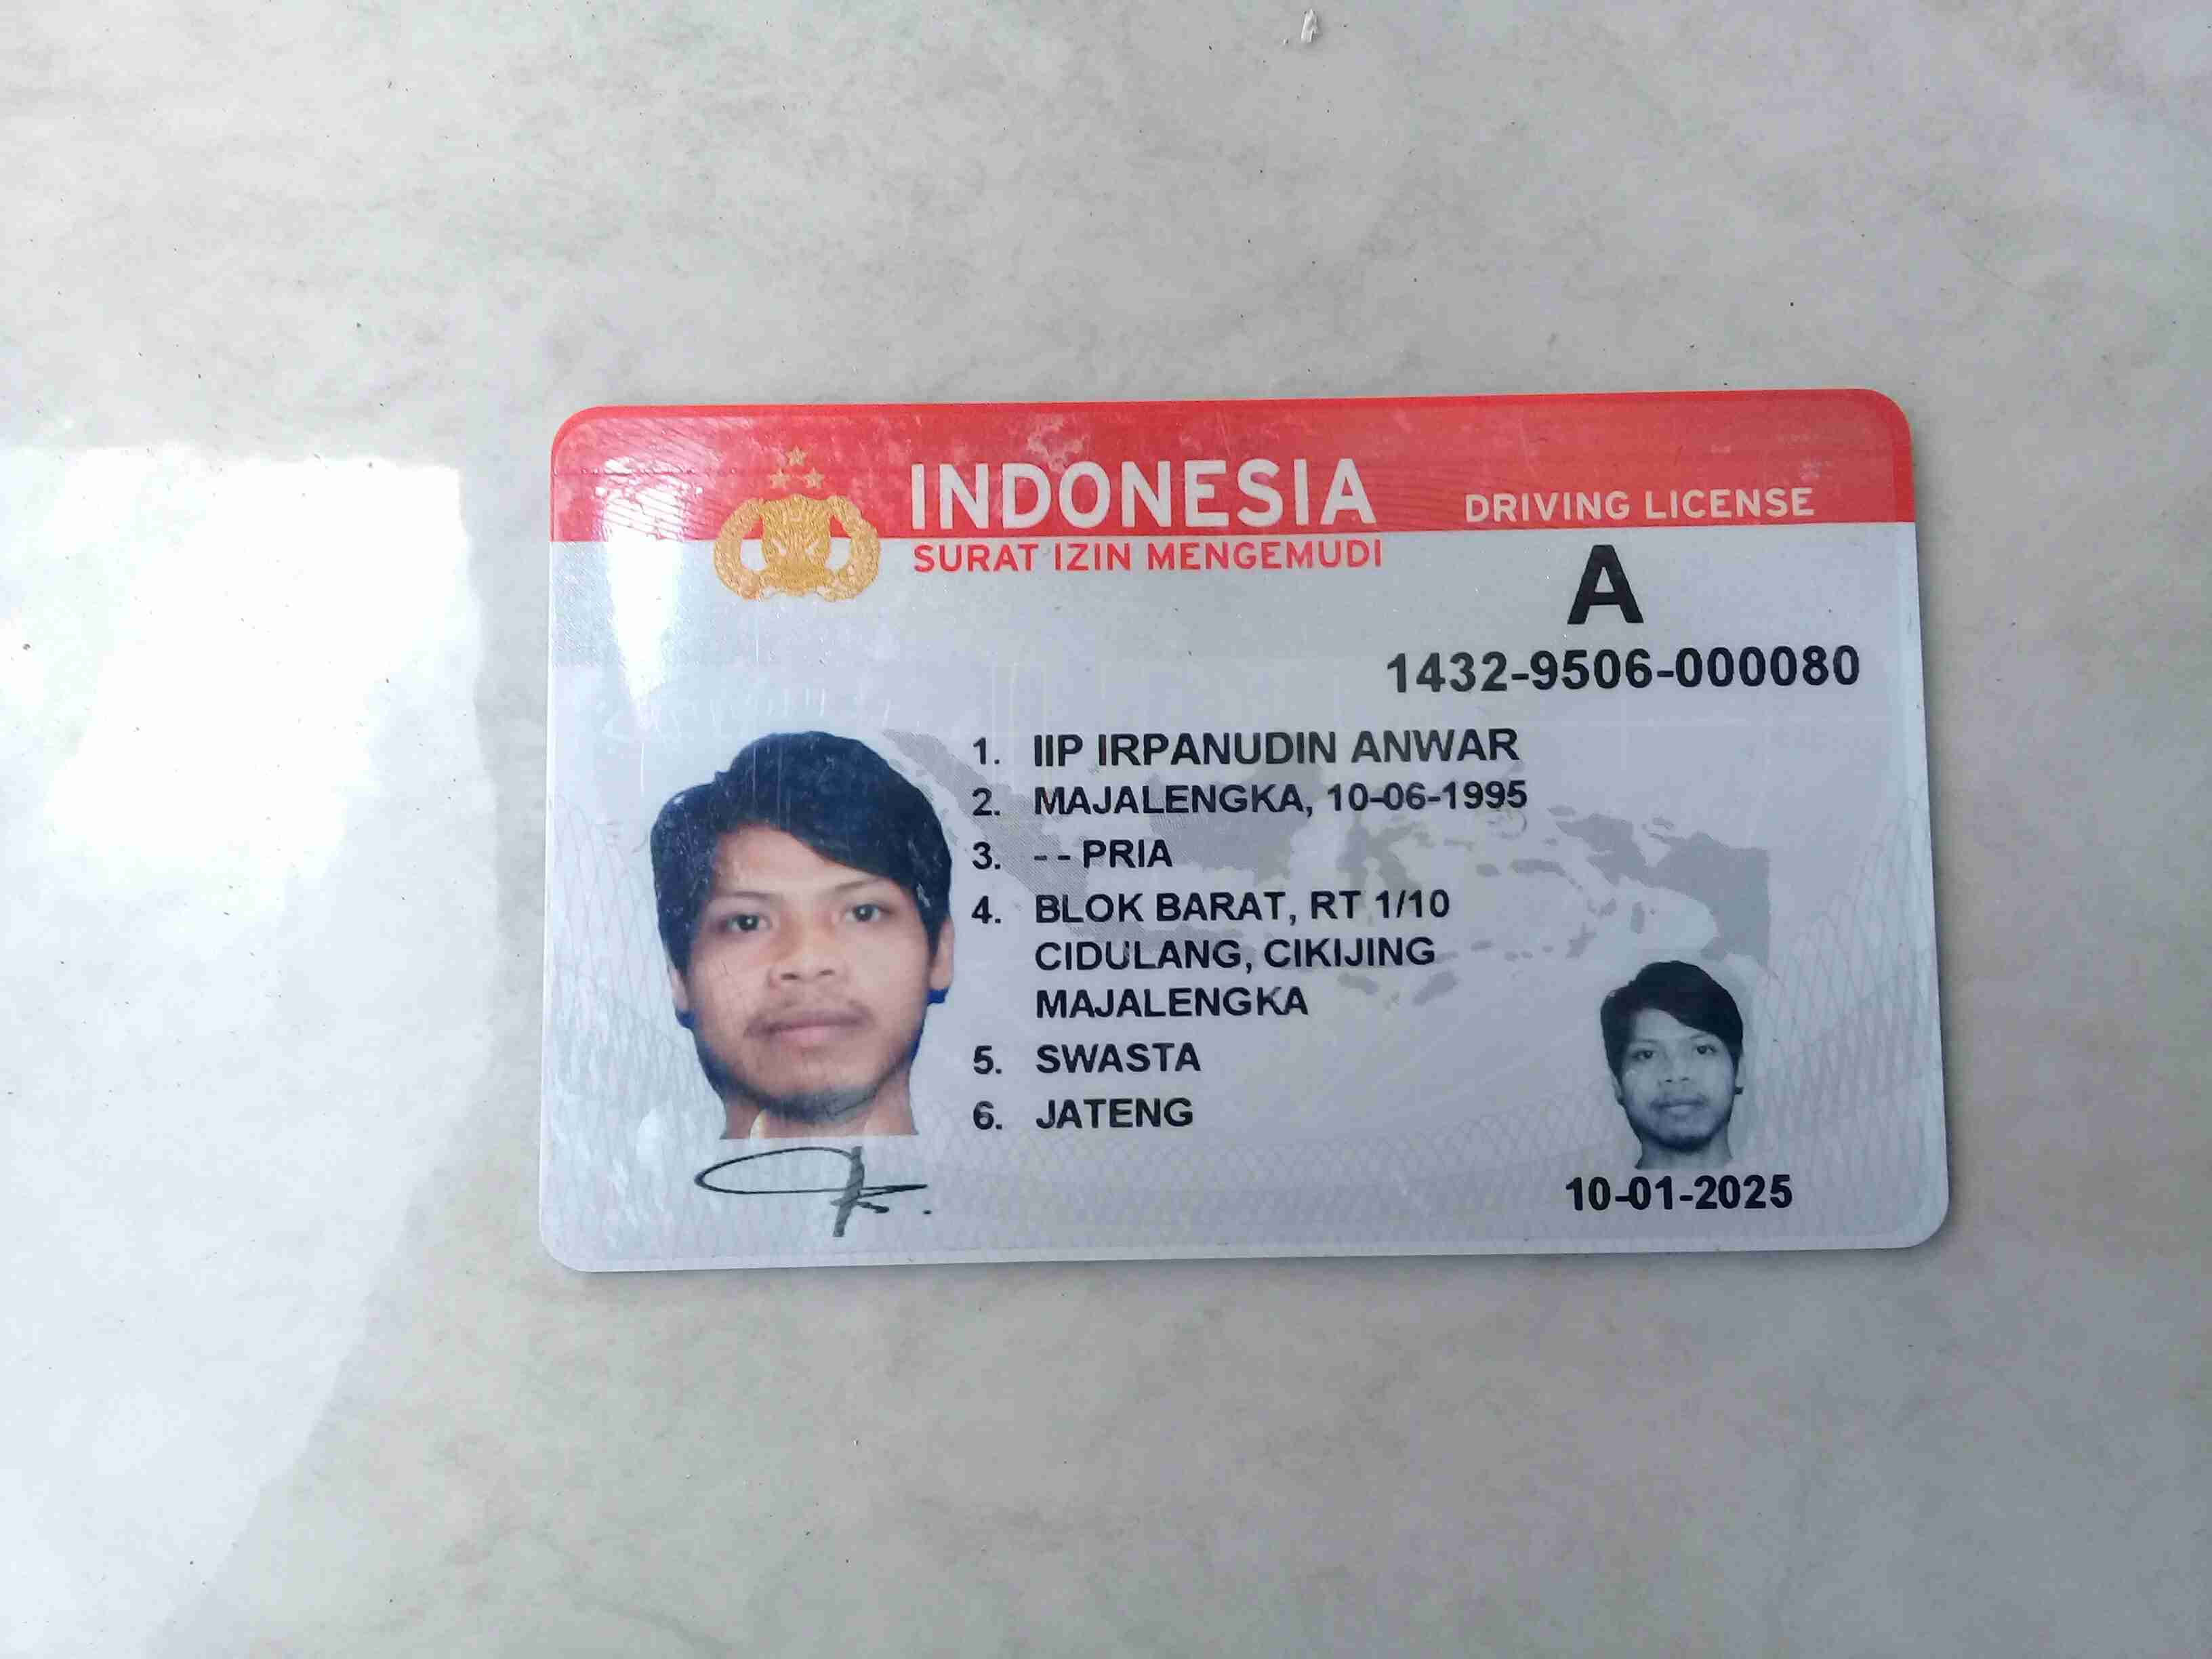 INDONESIA
DRIVING LICENSE
SURAT IZIN MENGEMUDI
A
1432-9506-000080
1. IIP IRPANUDIN ANWAR
2. MAJALENGKA, 10-06-1995
3. - - PRIA
4. BLOK BARAT, RT 1/10
CIDULANG, CIKIJING
MAJALENGKA
5. SWASTA
6. JATENG
10-01-2025